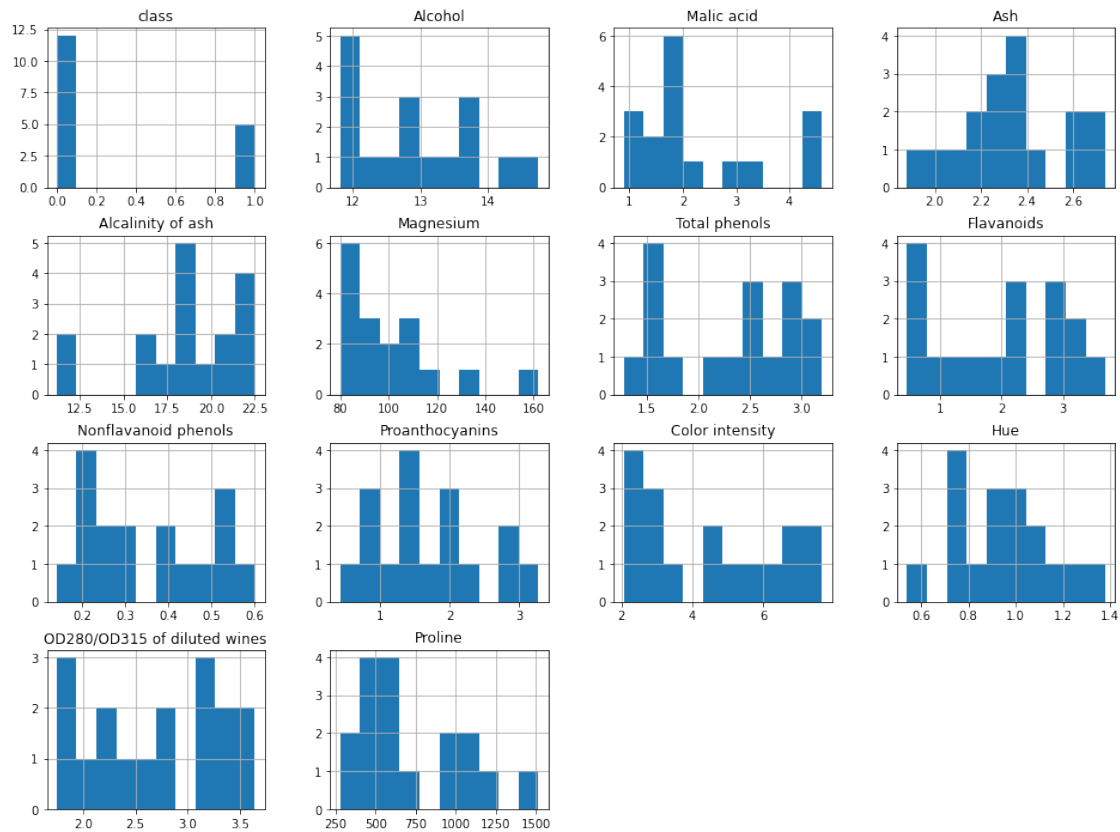 class
12.5
10.0
7.5
5.0
2.5
0.0
0.0 0.2 0.4 0.6 0.8 1.0
Alcohol
5
4
3
2
1
0
12 13 14
Malic acid
6
4
2
0
1 2 3 4
Ash
4
3
2
1
0
2.0 2.2 2.4 2.6
Alcalinity of ash
5
4
3
2
1
0
12.5 15.0 17.5 20.0 22.5
Magnesium
6
4
2
0
80 100 120 140 160
Total phenols
4
3
2
1
0
1.5 2.0 2.5 3.0
Flavanoids
4
3
2
1
0
1 2 3
Nonflavanoid phenols
4
3
2
1
0
0.2 0.3 0.4 0.5 0.6
Proanthocyanins
4
3
2
1
0
1 2 3
Color intensity
4
3
2
1
0
2 4 6
Hue
4
3
2
1
0
0.6 0.8 1.0 1.2 1.4
OD280/OD315 of diluted wines
3
2
1
0
2.0 2.5 3.0 3.5
Proline
4
3
2
1
0
250 500 750 1000 1250 1500